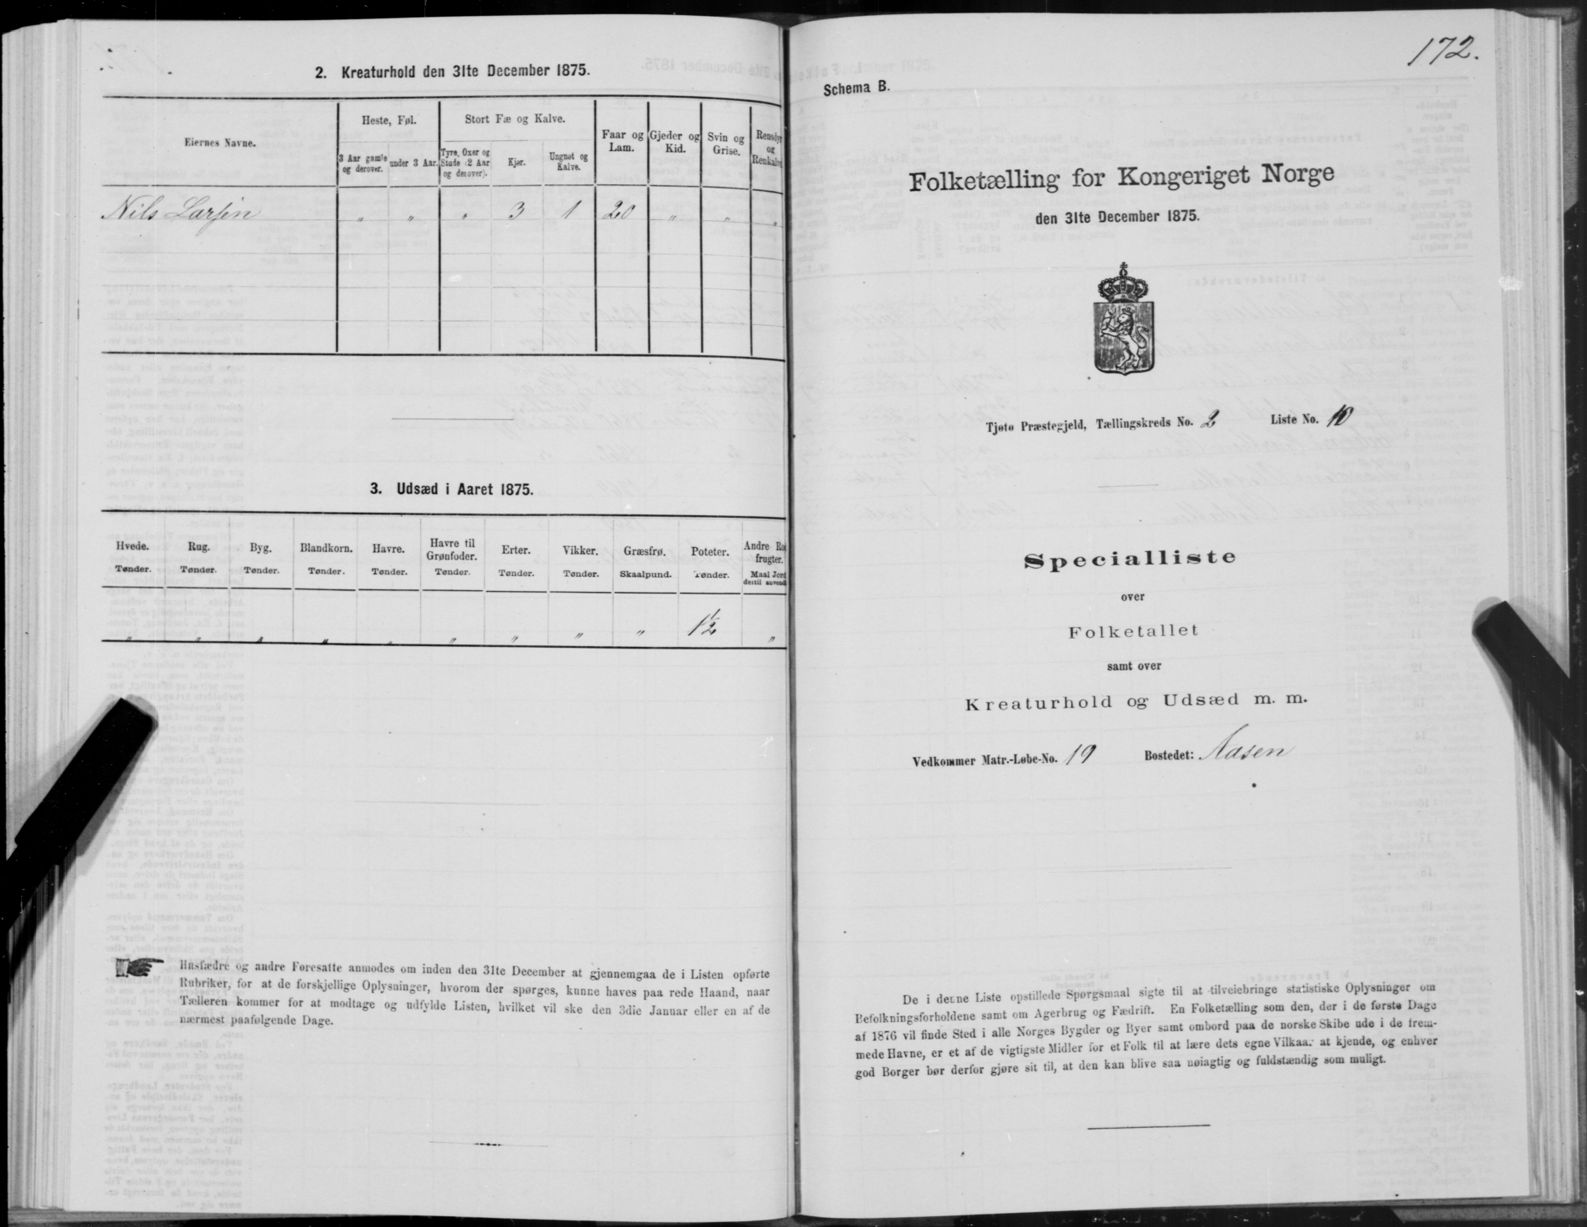 2. Kreaturhold den 31te December 1875.
Eiernes Navne.
Heste, Føl.
Stort Fæ og Kalve.
Faar og Lam.
Gjeder og Kid.
Svin og Grise.
Rensdyr og Renkalve
3 Aar gamle og derover.
under 3 Aar.
Tyre, Oxer og Stude (2 Aar og derover).
Kjør.
Ungnøt og Kalve.
Nils Larsin " " " 3 1 20 " " "
3. Udsæd i Aaret 1875.
Hvede. Rug. Byg. Blandkorn. Havre. Havre til Grønfoder. Erter. Vikker. Græsfrø. Poteter. Andre Ro frugter.
Tønder. Tønder. Tønder. Tønder. Tønder. Tønder. Tønder. Tønder. Skaalpund. Tønder. Maal Jord dertil anvendt
" " " " " " " " " 1½ "
Husfædre og andre Foresatte anmodes om inden den 31te December at gjennemgaa de i Listen opførte
Rubriker, for at de forskjellige Oplysninger, hvorom der spørges, kunne haves paa rede Haand, naar
Tælleren kommer for at modtage og udfylde Listen, hvilket vil ske den 3die Januar eller en af de
nærmest paafølgende Dage.
172.
Schema B.
Folketælling for Kongeriget Norge
den 31te December 1875.
Tjøtø Præstegjeld, Tællingskreds No. 2 Liste No. 10
Specialliste
over
Folketallet
samt over
Kreaturhold og Udsæd m. m.
Vedkommer Matr.-Løbe-No. 19 Bostedet: Aasen
De i denne Liste opstillede Spørgsmaal sigte til at tilveiebringe statistiske Oplysninger om
Befolkningsforholdene samt om Agerbrug og Fædrift. En Folketælling som den, der i de første Dage
af 1876 vil finde Sted i alle Norges Bygder og Byer samt ombord paa de norske Skibe ude i de frem-
mede Havne, er et af de vigtigste Midler for et Folk til at lære dets egne Vilkaar at kjende, og enhver
god Borger bør derfor gjøre sit til, at den kan blive saa nøiagtig og fuldstændig som muligt.